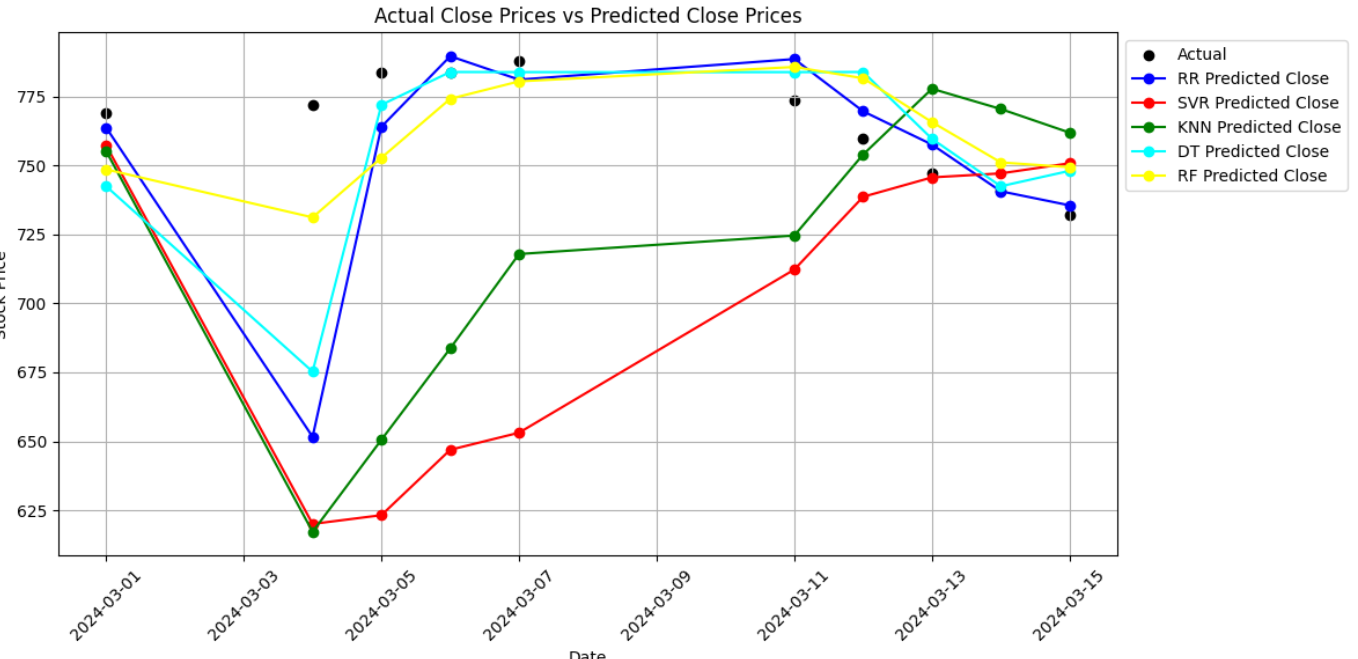 Actual Close Prices vs Predicted Close Prices
Actual
RR Predicted Close
SVR Predicted Close
KNN Predicted Close
DT Predicted Close
RF Predicted Close
775
750
725
700
675
650
625
Stock Price
2024-03-01
2024-03-03
2024-03-05
2024-03-07
2024-03-09
2024-03-11
2024-03-13
2024-03-15
Date